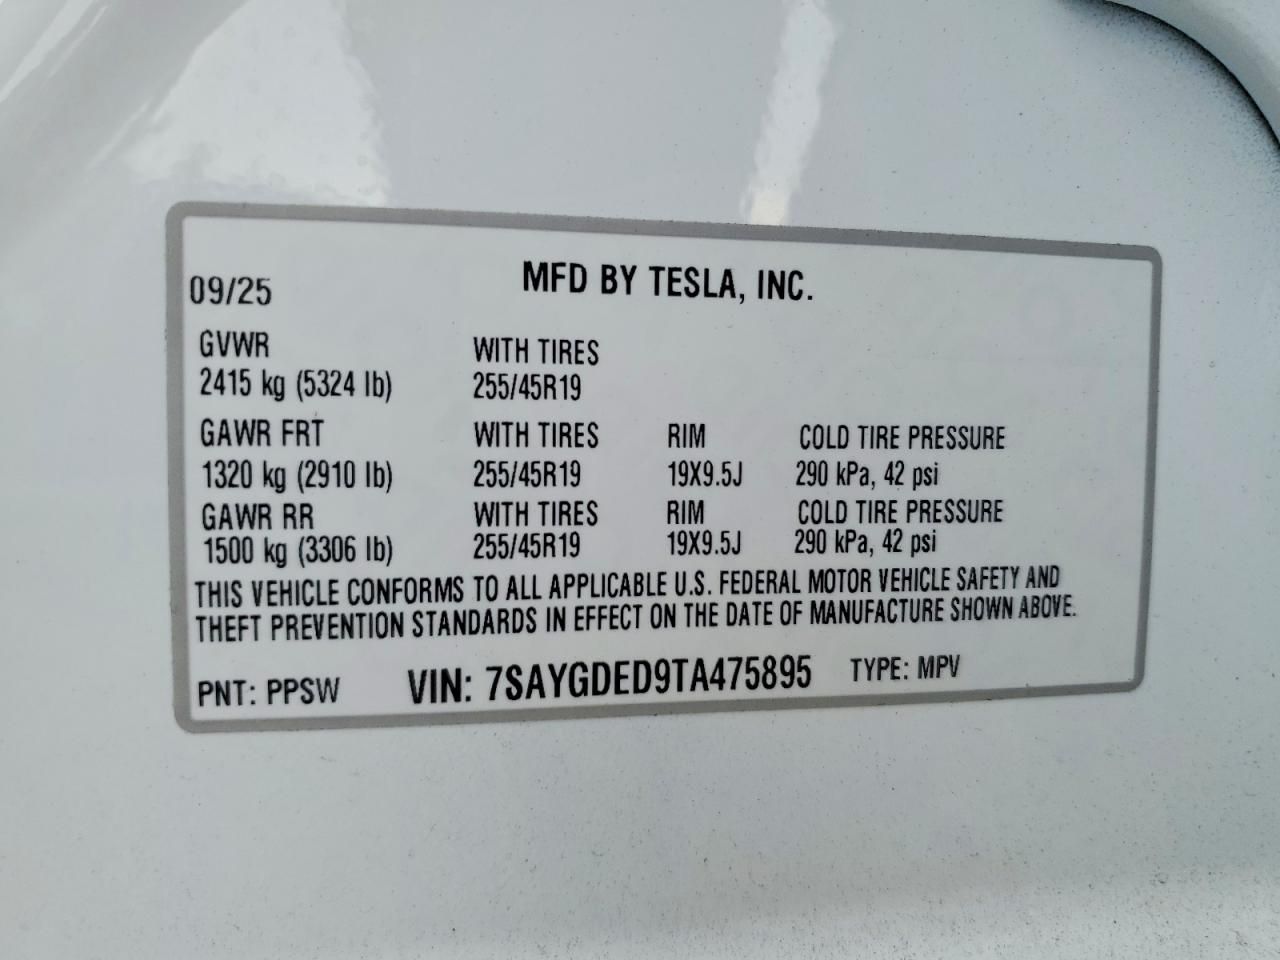 MFD BY TESLA, INC.
09/25
GVWR WITH TIRES
2415 kg (5324 lb) 255/45R19
GAWR FRT WITH TIRES RIM COLD TIRE PRESSURE
1320 kg (2910 lb) 255/45R19 19X9.5J 290 kPa, 42 psi
GAWR RR WITH TIRES RIM COLD TIRE PRESSURE
1500 kg (3306 lb) 255/45R19 19X9.5J 290 kPa, 42 psi
THIS VEHICLE CONFORMS TO ALL APPLICABLE U.S. FEDERAL MOTOR VEHICLE SAFETY AND
THEFT PREVENTION STANDARDS IN EFFECT ON THE DATE OF MANUFACTURE SHOWN ABOVE.
PNT: PPSW VIN: 7SAYGDED9TA475895 TYPE: MPV